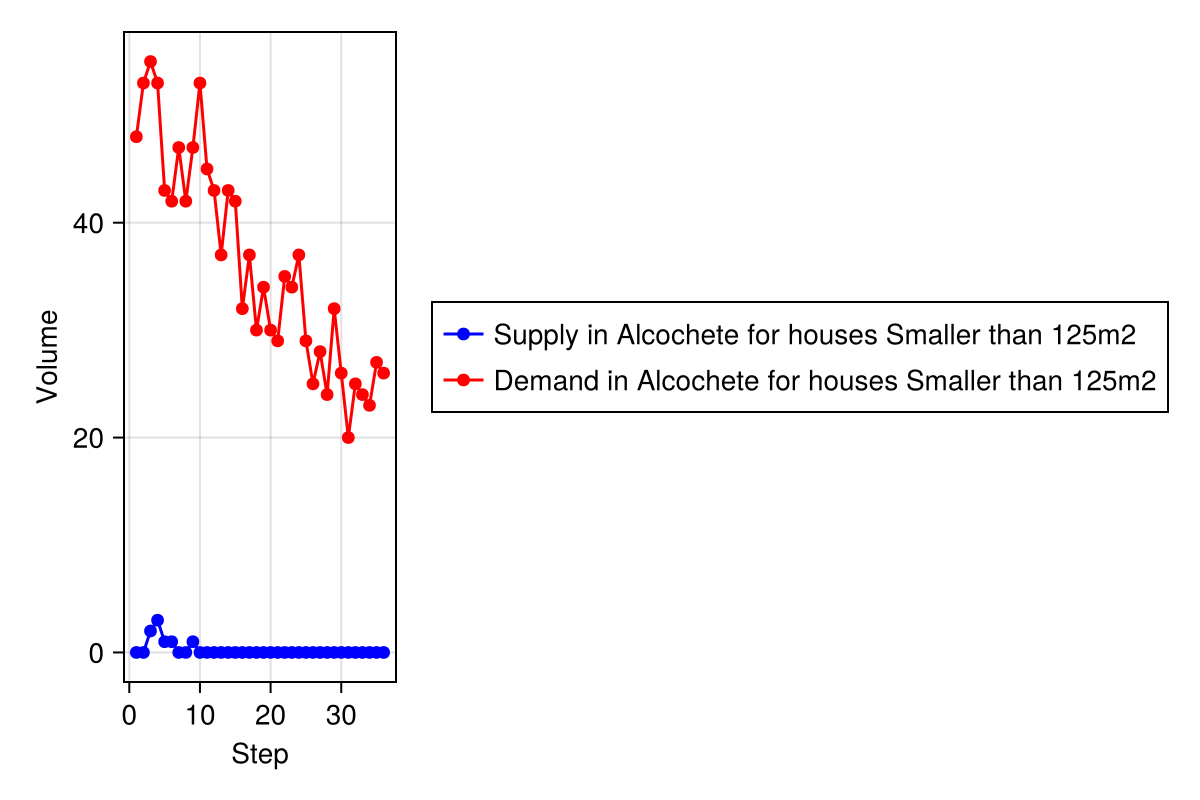 Volume
40
20
0
0 10 20 30
Step
Supply in Alcochete for houses Smaller than 125m2
Demand in Alcochete for houses Smaller than 125m2